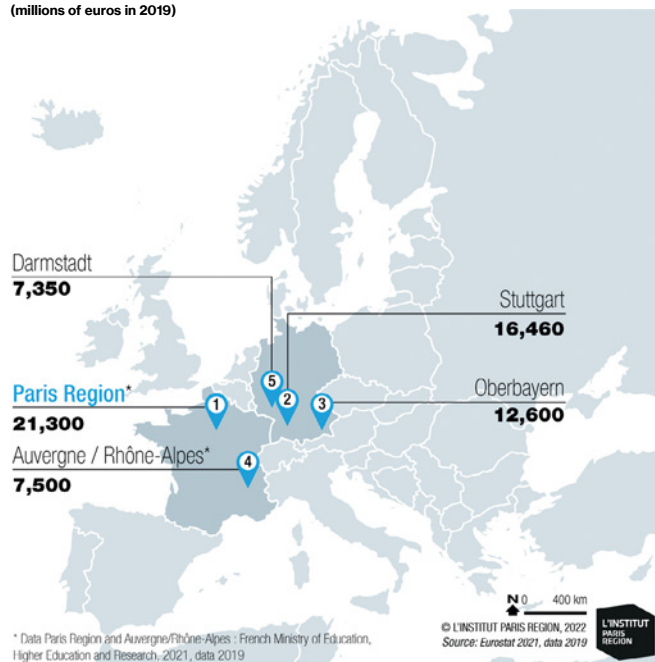 (millions of euros in 2019)
Darmstadt
7,350
Stuttgart
16,460
5
2
Paris Region*
21,300
1
3
Oberbayern
12,600
Auvergne / Rhône-Alpes*
7,500
4
N 0 400 km
© L'INSTITUT PARIS REGION, 2022
Source: Eurostat 2021, data 2019
L'INSTITUT
PARIS
REGION
* Data Paris Region and Auvergne/Rhône-Alpes : French Ministry of Education,
Higher Education and Research, 2021, data 2019